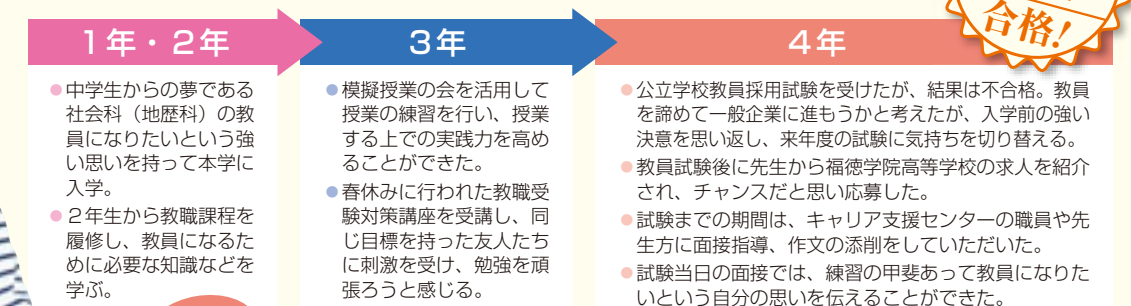 1年・2年
●中学生からの夢である
社会科（地歴科）の教
員になりたいという強
い思いを持って本学に
入学。
●２年生から教職課程を
履修し、教員になるた
めに必要な知識などを
学ぶ。
3年
●模擬授業の会を活用して
授業の練習を行い、授業
する上での実践力を高め
ることができた。
●春休みに行われた教職受
験対策講座を受講し、同
じ目標を持った友人たち
に刺激を受け、勉強を頑
張ろうと感じる。
4年
合格!
●公立学校教員採用試験を受けたが、結果は不合格。教員
を諦めて一般企業に進もうかと考えたが、入学前の強い
決意を思い返し、来年度の試験に気持ちを切り替える。
●教員試験後に先生から福徳学院高等学校の求人を紹介
され、チャンスだと思い応募した。
●試験までの期間は、キャリア支援センターの職員や先
生方に面接指導、作文の添削をしていただいた。
●試験当日の面接では、練習の甲斐あって教員になりた
いという自分の思いを伝えることができた。